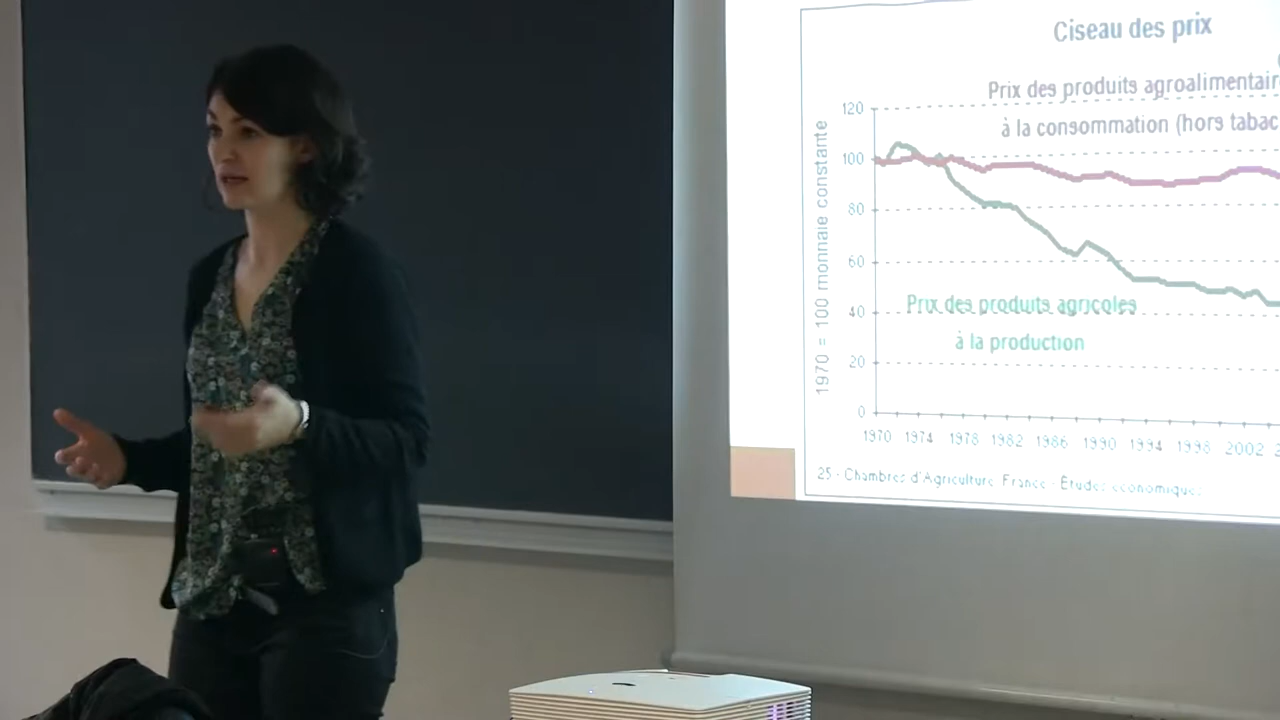 Ciseau des prix
Prix des produits agroalimentair
à la consommation (hors tabac
1970 = 100 monnaie constante
120
100
80
60
40
20
0
Prix des produits agricoles
à la production
1970 1974 1978 1982 1986 1990 1994 1998 2002
25 - Chambres d'Agriculture France - Études économiques